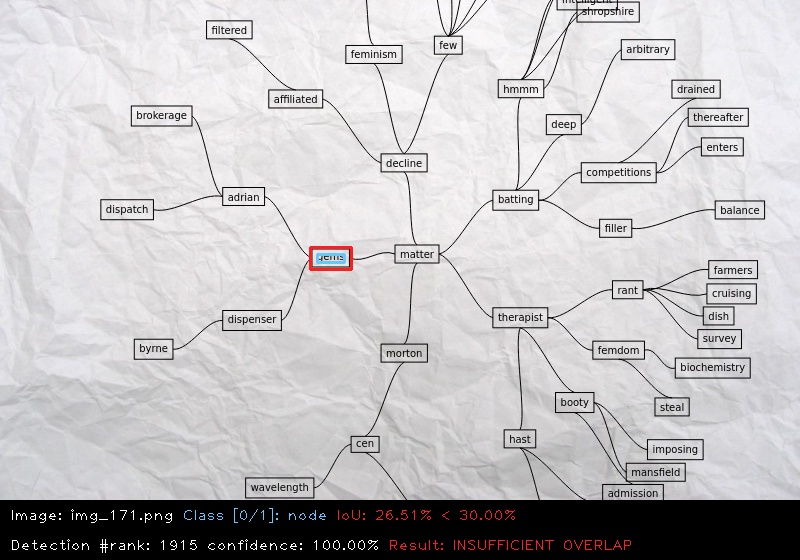 intelligent
shropshire
filtered
few
feminism
arbitrary
hmmm
drained
affiliated
brokerage
thereafter
deep
enters
decline
competitions
adrian
batting
dispatch
balance
filler
matter
gems
farmers
rant
cruising
therapist
dish
dispenser
survey
byrne
femdom
morton
biochemistry
booty
steal
hast
cen
imposing
mansfield
wavelength
admission
Image: img_171.png Class [0/1]: node IoU: 26.51% < 30.00%
Detection #rank: 1915 confidence: 100.00% Result: INSUFFICIENT OVERLAP